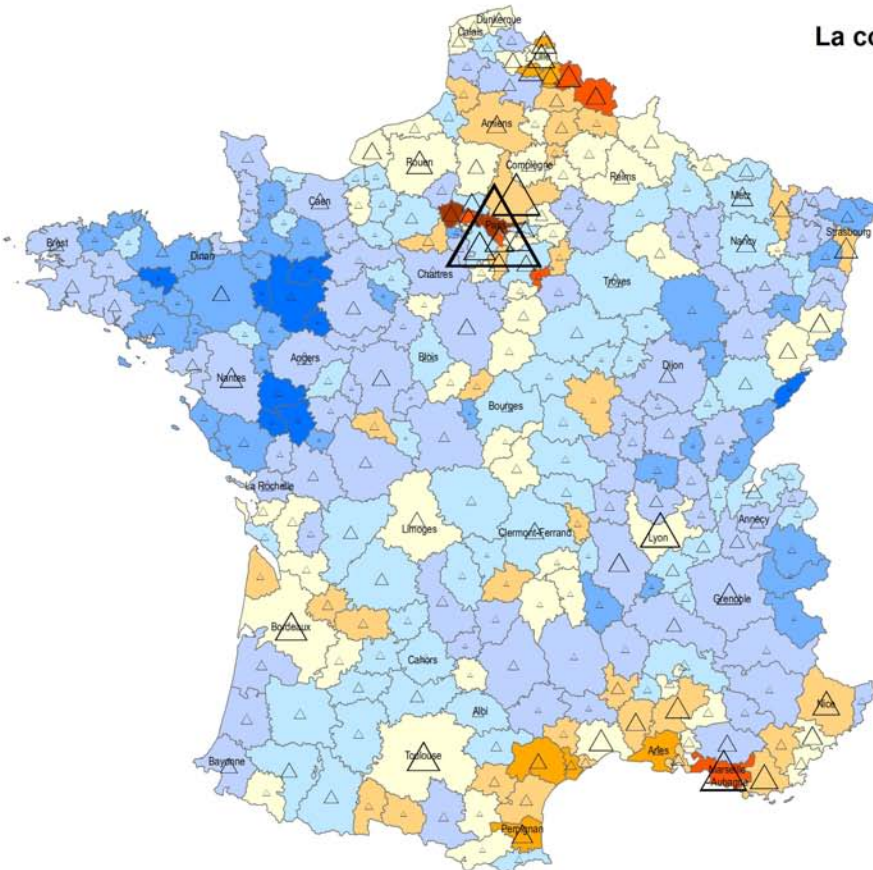 Dunkerque
La co
Calais
Lille
Amiens
Rouen
Compiègne
Reims
Caen
Metz
Paris
Strasbourg
Brest
Dinan
Nancy
Chartres
Troyes
Angers
Blois
Nantes
Dijon
Bourges
La Rochelle
Limoges
Clermont-Ferrand
Annecy
Lyon
Grenoble
Bordeaux
Cahors
Albi
Nice
Toulouse
Arles
Bayonne
Marseille
Aubagne
Perpignan